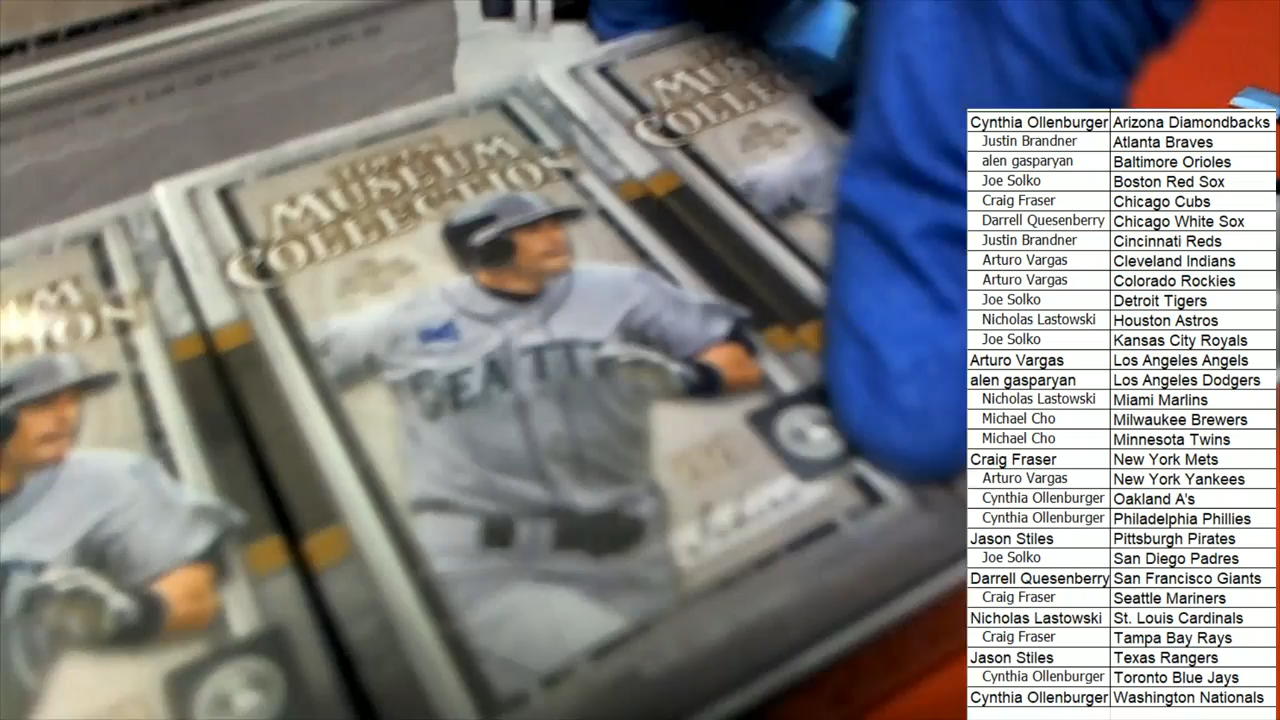 TOPPS
MUSEUM
COLLECTION
SEATTLE
MUSE
COLLEC
Cynthia Ollenburger Arizona Diamondbacks
Justin Brandner Atlanta Braves
alen gasparyan Baltimore Orioles
Joe Solko Boston Red Sox
Craig Fraser Chicago Cubs
Darrell Quesenberry Chicago White Sox
Justin Brandner Cincinnati Reds
Arturo Vargas Cleveland Indians
Arturo Vargas Colorado Rockies
Joe Solko Detroit Tigers
Nicholas Lastowski Houston Astros
Joe Solko Kansas City Royals
Arturo Vargas Los Angeles Angels
alen gasparyan Los Angeles Dodgers
Nicholas Lastowski Miami Marlins
Michael Cho Milwaukee Brewers
Michael Cho Minnesota Twins
Craig Fraser New York Mets
Arturo Vargas New York Yankees
Cynthia Ollenburger Oakland A's
Cynthia Ollenburger Philadelphia Phillies
Jason Stiles Pittsburgh Pirates
Joe Solko San Diego Padres
Darrell Quesenberry San Francisco Giants
Craig Fraser Seattle Mariners
Nicholas Lastowski St. Louis Cardinals
Craig Fraser Tampa Bay Rays
Jason Stiles Texas Rangers
Cynthia Ollenburger Toronto Blue Jays
Cynthia Ollenburger Washington Nationals